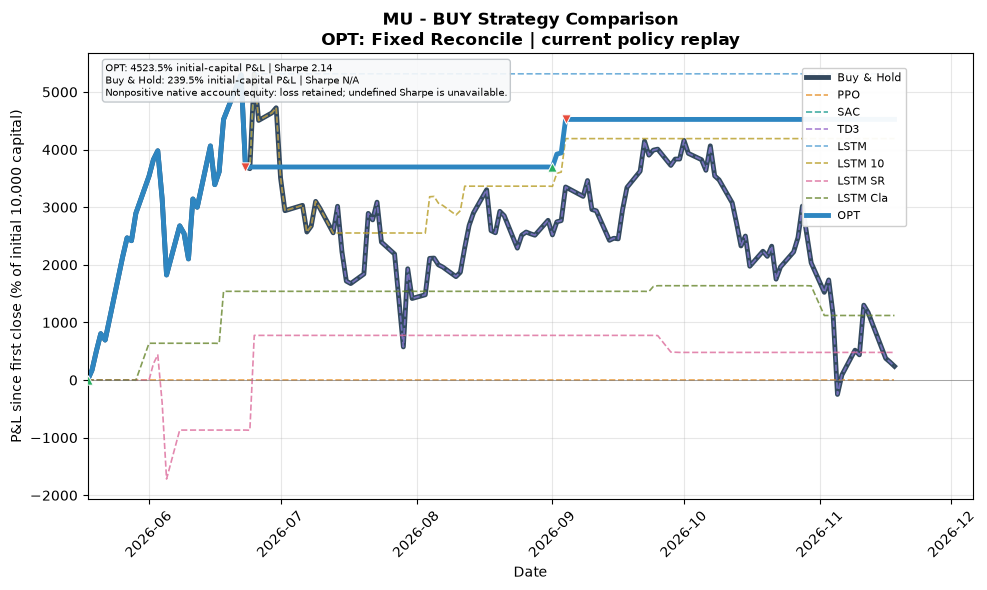 MU - BUY Strategy Comparison
OPT: Fixed Reconcile | current policy replay
OPT: 4523.5% initial-capital P&L | Sharpe 2.14
Buy & Hold: 239.5% initial-capital P&L | Sharpe N/A
Nonpositive native account equity: loss retained; undefined Sharpe is unavailable.
Buy & Hold
PPO
SAC
TD3
LSTM
LSTM 10
LSTM SR
LSTM Cla
OPT
P&L since first close (% of initial 10,000 capital)
5000
4000
3000
2000
1000
0
−1000
−2000
2026-06
2026-07
2026-08
2026-09
2026-10
2026-11
2026-12
Date